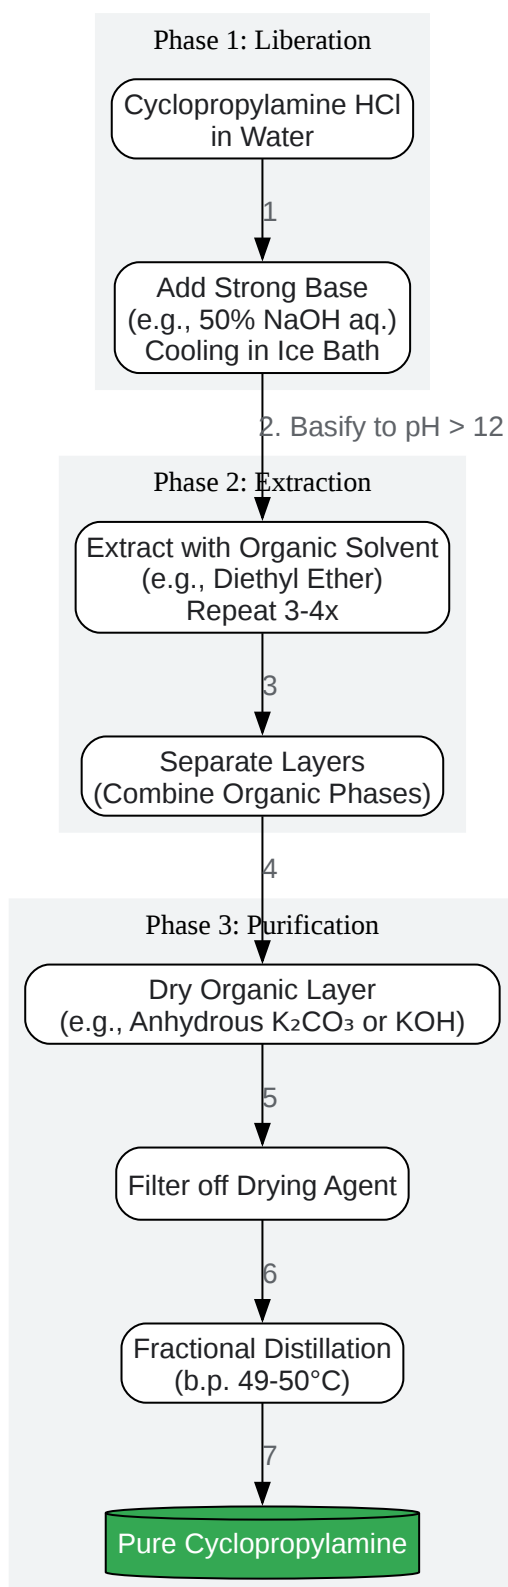 Phase 1: Liberation
Cyclopropylamine HCl
in Water
1
Add Strong Base
(e.g., 50% NaOH aq.)
Cooling in Ice Bath
2. Basify to pH > 12
Phase 2: Extraction
Extract with Organic Solvent
(e.g., Diethyl Ether)
Repeat 3-4x
3
Separate Layers
(Combine Organic Phases)
4
Phase 3: Purification
Dry Organic Layer
(e.g., Anhydrous K₂CO₃ or KOH)
5
Filter off Drying Agent
6
Fractional Distillation
(b.p. 49-50°C)
7
Pure Cyclopropylamine